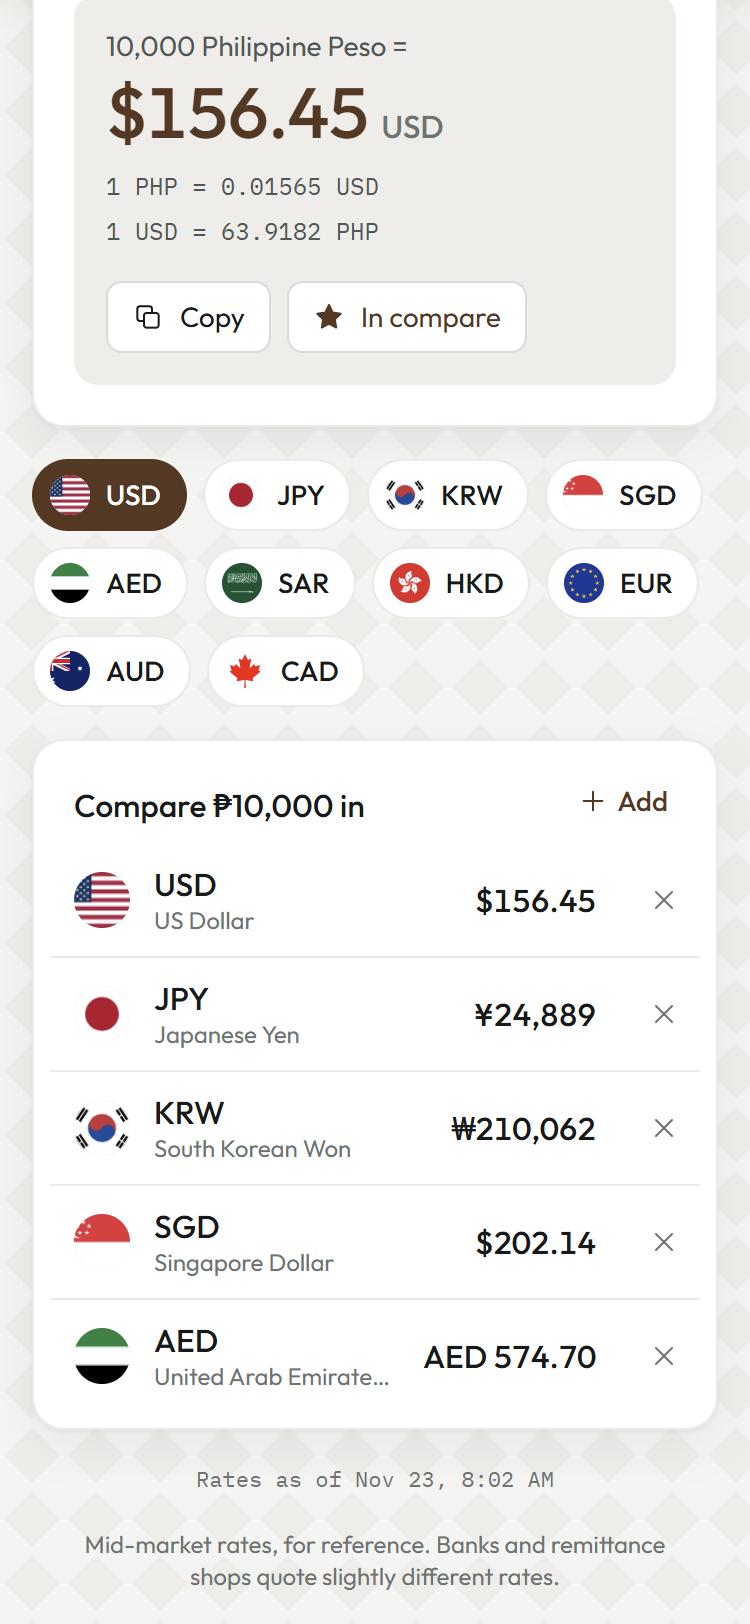 10,000 Philippine Peso =
$156.45 USD
1 PHP = 0.01565 USD
1 USD = 63.9182 PHP
Copy
In compare
USD
JPY
KRW
SGD
AED
SAR
HKD
EUR
AUD
CAD
Compare ₱10,000 in
+ Add
USD
US Dollar
$156.45
JPY
Japanese Yen
¥24,889
KRW
South Korean Won
₩210,062
SGD
Singapore Dollar
$202.14
AED
United Arab Emirate...
AED 574.70
Rates as of Nov 23, 8:02 AM
Mid-market rates, for reference. Banks and remittance
shops quote slightly different rates.